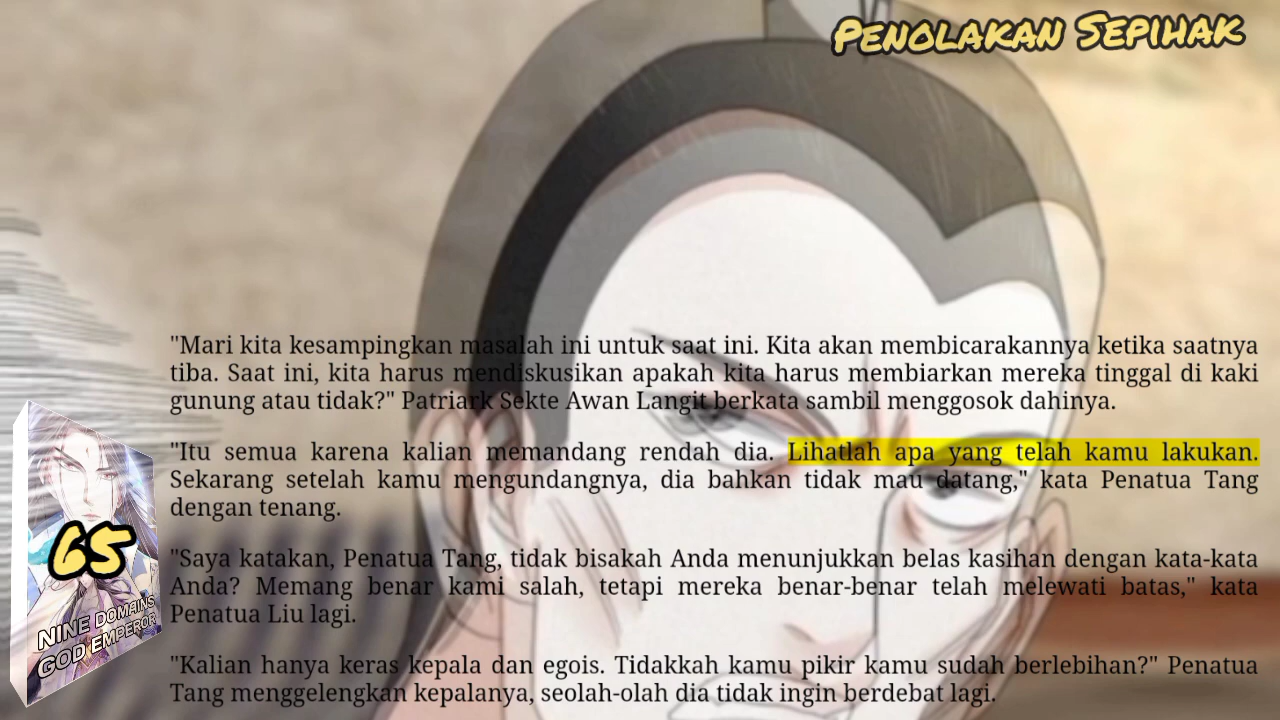 Penolakan Sepihak
"Mari kita kesampingkan masalah ini untuk saat ini. Kita akan membicarakannya ketika saatnya
tiba. Saat ini, kita harus mendiskusikan apakah kita harus membiarkan mereka tinggal di kaki
gunung atau tidak?" Patriark Sekte Awan Langit berkata sambil menggosok dahinya.
"Itu semua karena kalian memandang rendah dia. Lihatlah apa yang telah kamu lakukan.
Sekarang setelah kamu mengundangnya, dia bahkan tidak mau datang," kata Penatua Tang
dengan tenang.
"Saya katakan, Penatua Tang, tidak bisakah Anda menunjukkan belas kasihan dengan kata-kata
Anda? Memang benar kami salah, tetapi mereka benar-benar telah melewati batas," kata
Penatua Liu lagi.
"Kalian hanya keras kepala dan egois. Tidakkah kamu pikir kamu sudah berlebihan?" Penatua
Tang menggelengkan kepalanya, seolah-olah dia tidak ingin berdebat lagi.
65
NINE DOMAINS
GOD EMPEROR